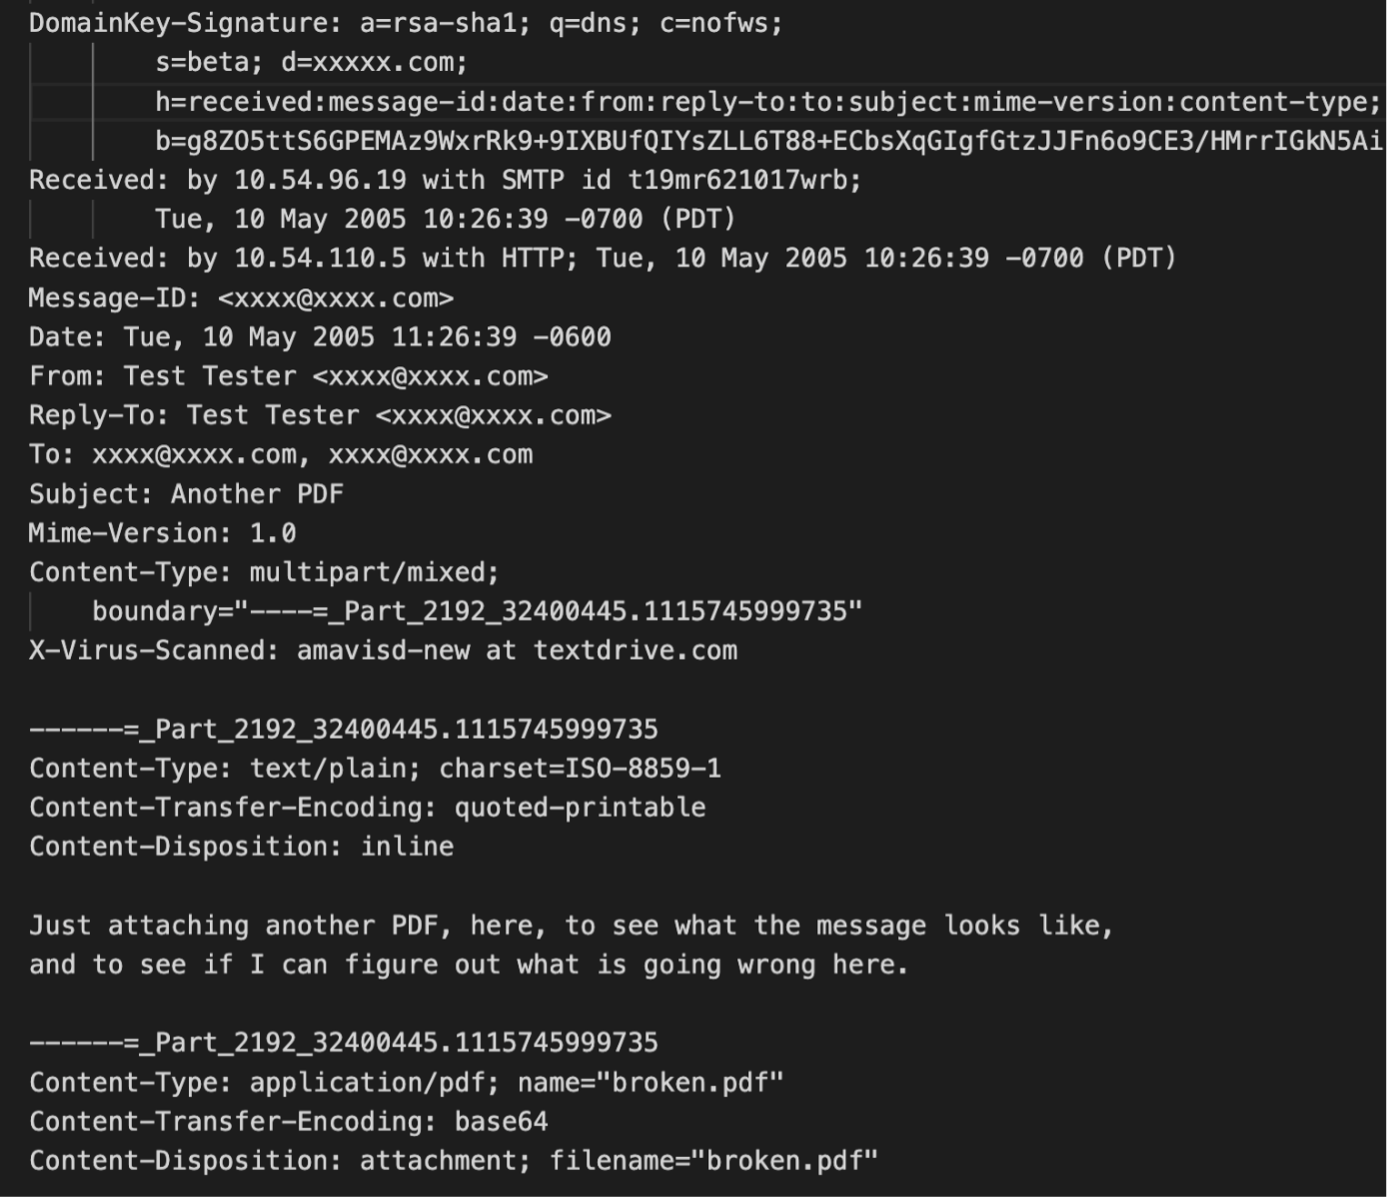 DomainKey-Signature: a=rsa-sha1; q=dns; c=nofws;
s=beta; d=xxxxx.com;
h=received:message-id:date:from:reply-to:to:subject:mime-version:content-type;
b=g8ZO5ttS6GPEMAz9WxrRk9+9IXBUfQIYsZLL6T88+ECbsXqGIgfGtzJJFn6o9CE3/HMrrIGkN5Ai
Received: by 10.54.96.19 with SMTP id t19mr621017wrb;
Tue, 10 May 2005 10:26:39 -0700 (PDT)
Received: by 10.54.110.5 with HTTP; Tue, 10 May 2005 10:26:39 -0700 (PDT)
Message-ID: <xxxx@xxxx.com>
Date: Tue, 10 May 2005 11:26:39 -0600
From: Test Tester <xxxx@xxxx.com>
Reply-To: Test Tester <xxxx@xxxx.com>
To: xxxx@xxxx.com, xxxx@xxxx.com
Subject: Another PDF
Mime-Version: 1.0
Content-Type: multipart/mixed;
boundary="----=_Part_2192_32400445.1115745999735"
X-Virus-Scanned: amavisd-new at textdrive.com
------=_Part_2192_32400445.1115745999735
Content-Type: text/plain; charset=ISO-8859-1
Content-Transfer-Encoding: quoted-printable
Content-Disposition: inline
Just attaching another PDF, here, to see what the message looks like,
and to see if I can figure out what is going wrong here.
------=_Part_2192_32400445.1115745999735
Content-Type: application/pdf; name="broken.pdf"
Content-Transfer-Encoding: base64
Content-Disposition: attachment; filename="broken.pdf"